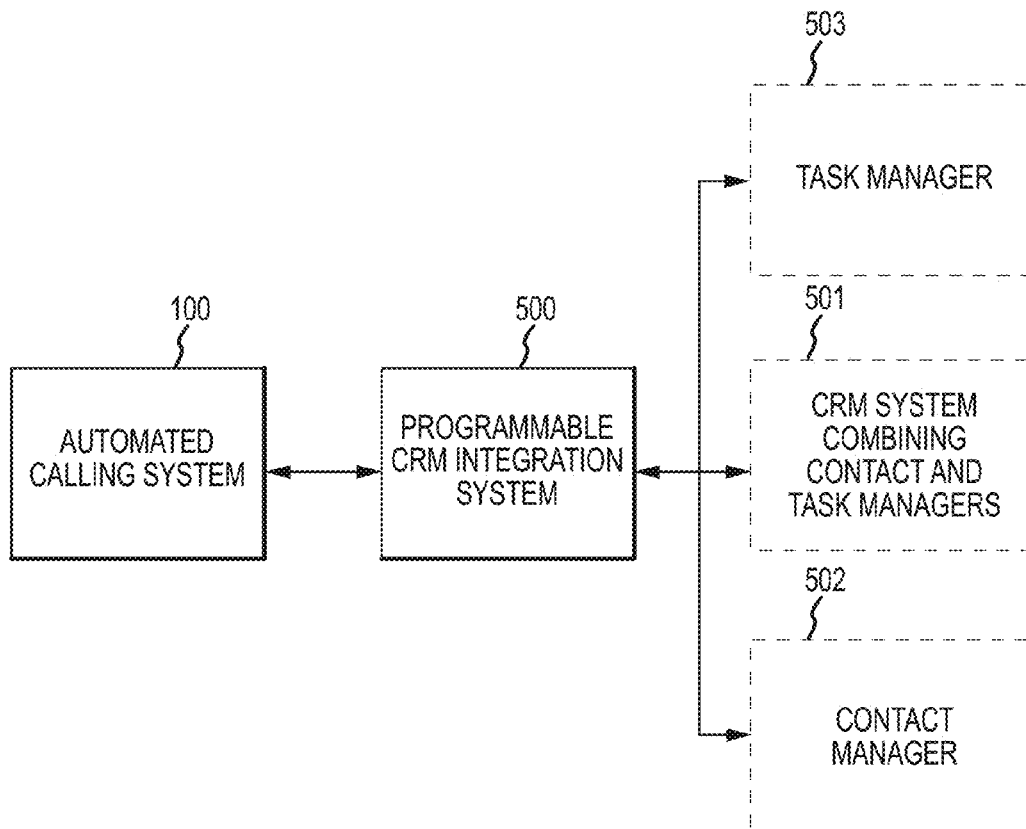 503
TASK MANAGER
100
AUTOMATED
CALLING SYSTEM
500
PROGRAMMABLE
CRM INTEGRATION
SYSTEM
501
CRM SYSTEM
COMBINING
CONTACT AND
TASK MANAGERS
502
CONTACT
MANAGER